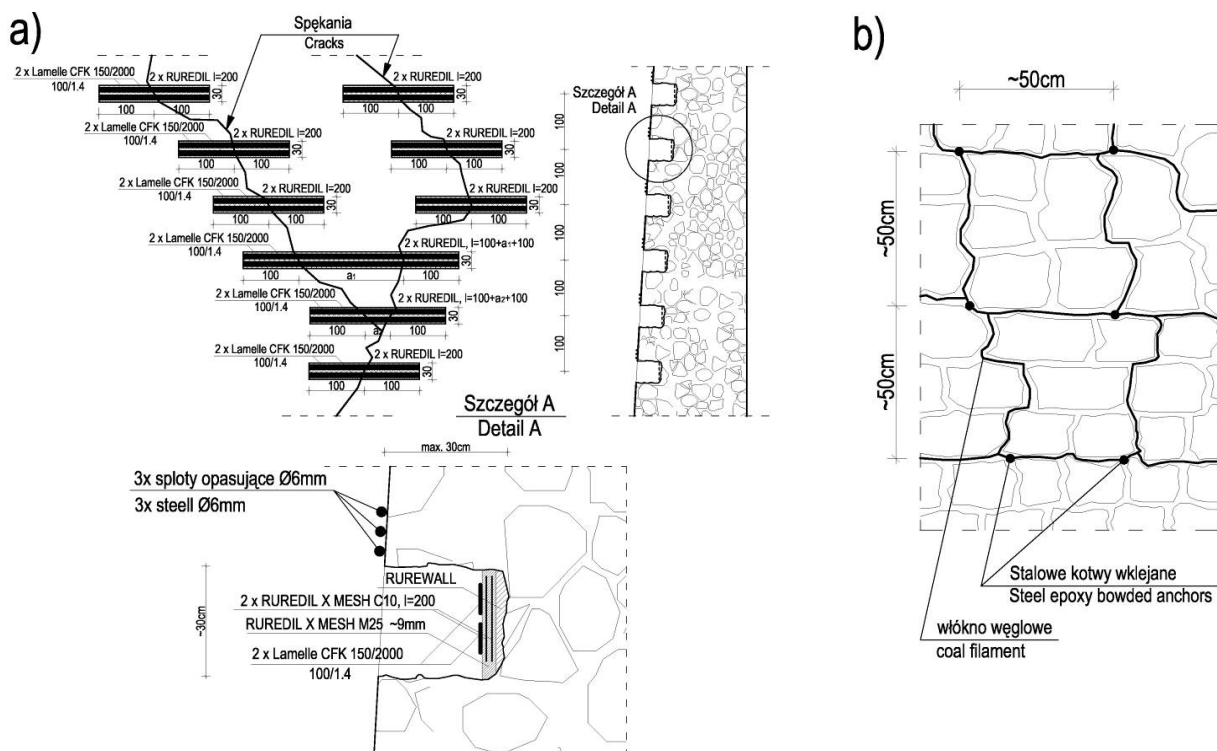 a)
Spękania
Cracks
2 x Lamelle CFK 150/2000
100/1.4
2 x RUREDIL l=200
30
100
100
2 x RUREDIL l=200
30
100
100
2 x Lamelle CFK 150/2000
100/1.4
2 x RUREDIL l=200
30
100
100
2 x RUREDIL l=200
30
100
100
2 x Lamelle CFK 150/2000
100/1.4
2 x RUREDIL l=200
30
100
100
2 x RUREDIL l=200
30
100
100
2 x Lamelle CFK 150/2000
100/1.4
2 x RUREDIL, l=100+a1+100
30
100
a1
100
2 x Lamelle CFK 150/2000
100/1.4
2 x RUREDIL, l=100+a2+100
30
100
a2
100
2 x Lamelle CFK 150/2000
100/1.4
2 x RUREDIL l=200
30
100
100
100
100
100
100
100
Szczegół A
Detail A
Szczegół A
Detail A
max. 30cm
3x sploty opasujące Ø6mm
3x steell Ø6mm
~30cm
RUREWALL
2 x RUREDIL X MESH C10, l=200
RUREDIL X MESH M25 ~9mm
2 x Lamelle CFK 150/2000
100/1.4
b)
~50cm
~50cm
~50cm
Stalowe kotwy wklejane
Steel epoxy bowded anchors
włókno węglowe
coal filament